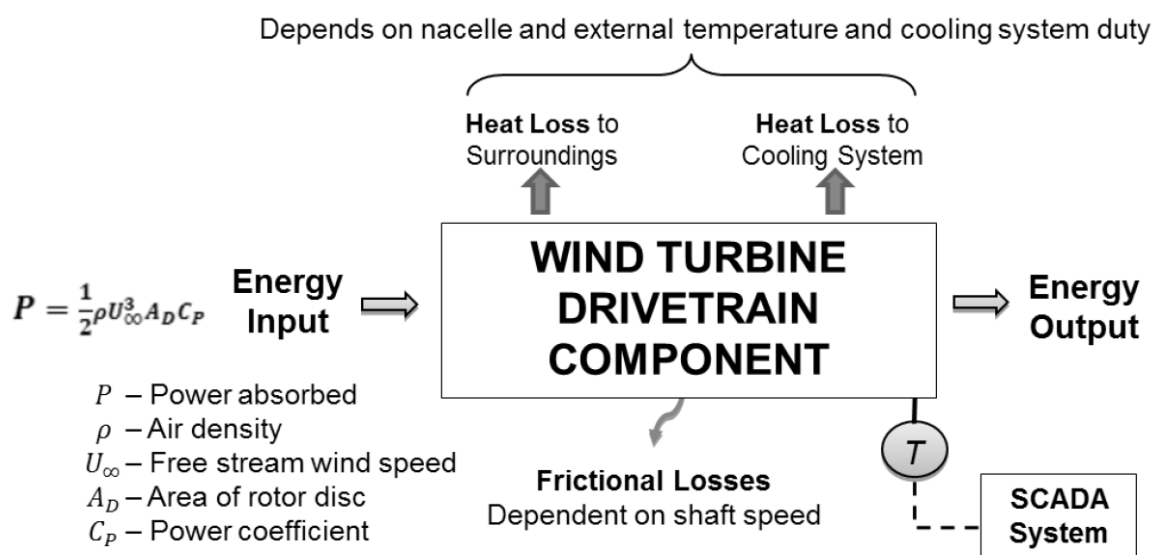 Depends on nacelle and external temperature and cooling system duty
Heat Loss to
Surroundings
Heat Loss to
Cooling System
P = 1/2 ρU∞³ A_D C_P
Energy
Input
WIND TURBINE
DRIVETRAIN
COMPONENT
Energy
Output
P – Power absorbed
ρ – Air density
U∞ – Free stream wind speed
A_D – Area of rotor disc
C_P – Power coefficient
Frictional Losses
Dependent on shaft speed
T
SCADA
System